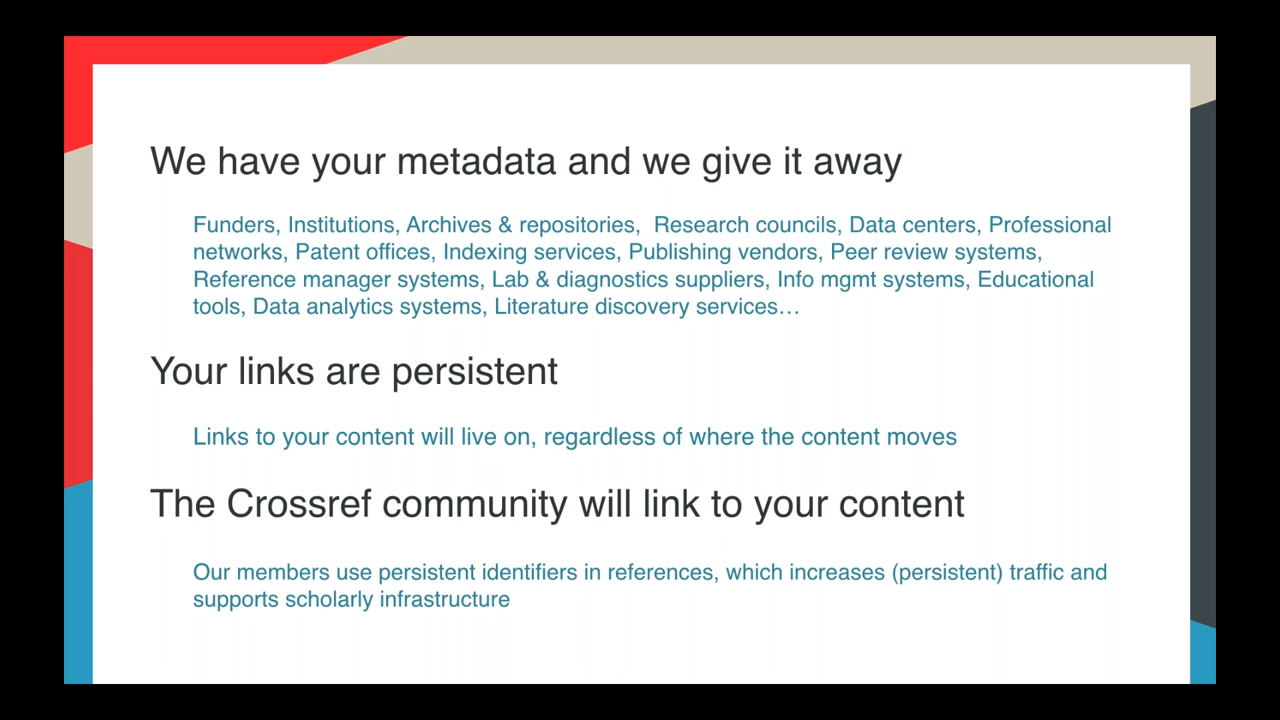 We have your metadata and we give it away
Funders, Institutions, Archives & repositories,  Research councils, Data centers, Professional
networks, Patent offices, Indexing services, Publishing vendors, Peer review systems,
Reference manager systems, Lab & diagnostics suppliers, Info mgmt systems, Educational
tools, Data analytics systems, Literature discovery services…
Your links are persistent
Links to your content will live on, regardless of where the content moves
The Crossref community will link to your content
Our members use persistent identifiers in references, which increases (persistent) traffic and
supports scholarly infrastructure